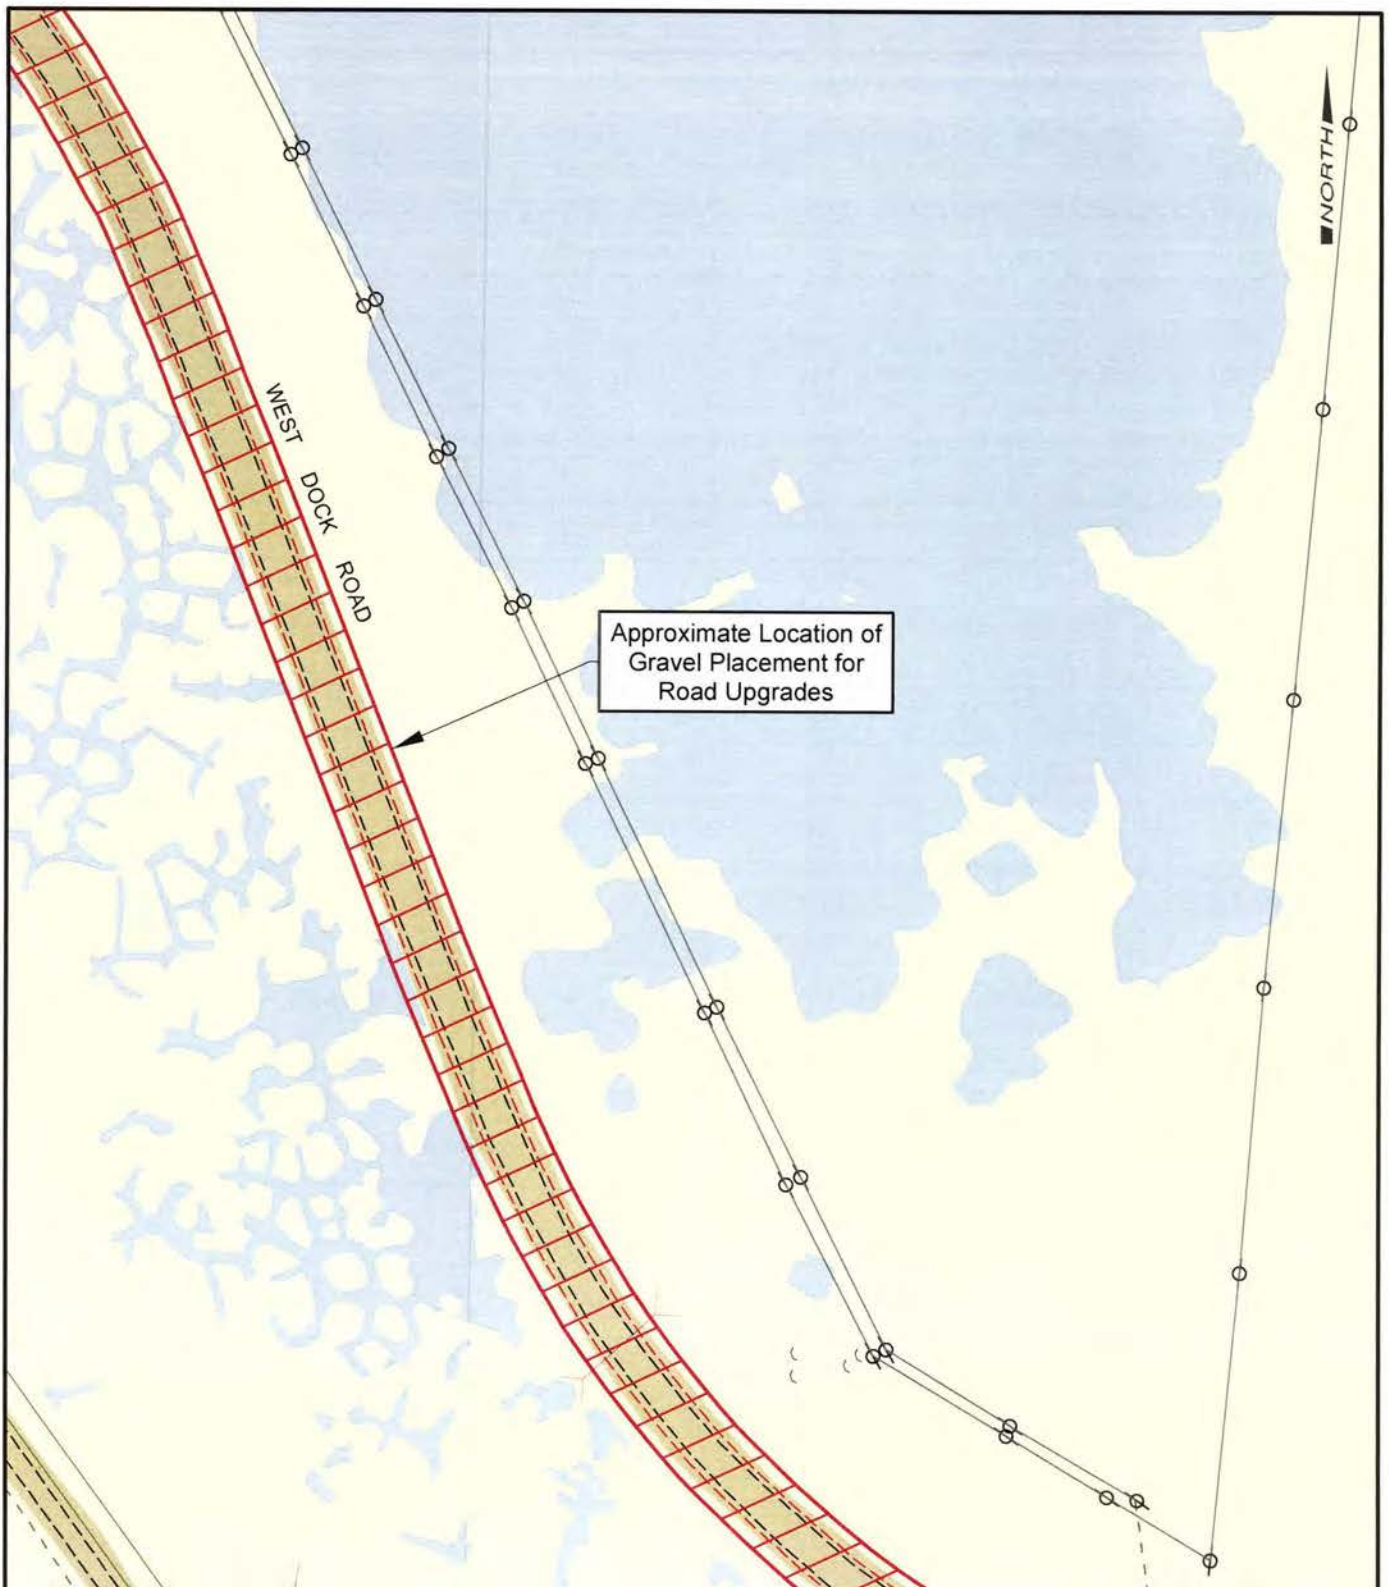 NORTH
WEST DOCK ROAD
Approximate Location of
Gravel Placement for
Road Upgrades